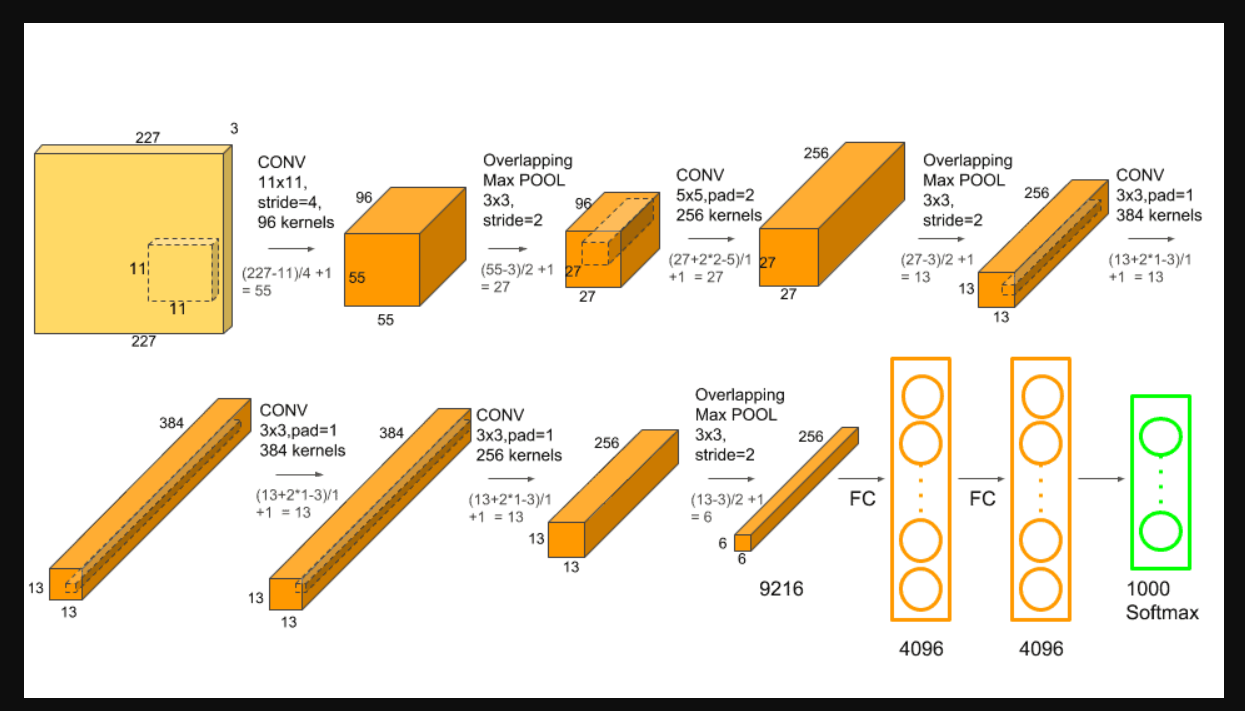 227
3
11
11
227
CONV
11x11,
stride=4,
96 kernels
(227-11)/4 +1
= 55
96
55
55
Overlapping
Max POOL
3x3,
stride=2
(55-3)/2 +1
= 27
96
27
27
CONV
5x5,pad=2
256 kernels
(27+2*2-5)/1
+1 = 27
256
27
27
Overlapping
Max POOL
3x3,
stride=2
(27-3)/2 +1
= 13
256
13
13
CONV
3x3,pad=1
384 kernels
(13+2*1-3)/1
+1 = 13
384
13
13
CONV
3x3,pad=1
384 kernels
(13+2*1-3)/1
+1 = 13
384
13
13
CONV
3x3,pad=1
256 kernels
(13+2*1-3)/1
+1 = 13
256
13
13
Overlapping
Max POOL
3x3,
stride=2
(13-3)/2 +1
= 6
256
6
6
9216
FC
4096
FC
4096
1000
Softmax